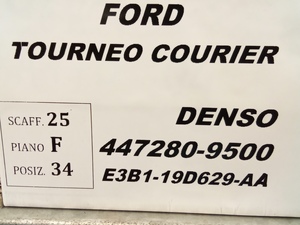 FORD
TOURNEO COURIER
SCAFF. 25
PIANO F
POSIZ. 34
DENSO
447280-9500
E3B1-19D629-AA